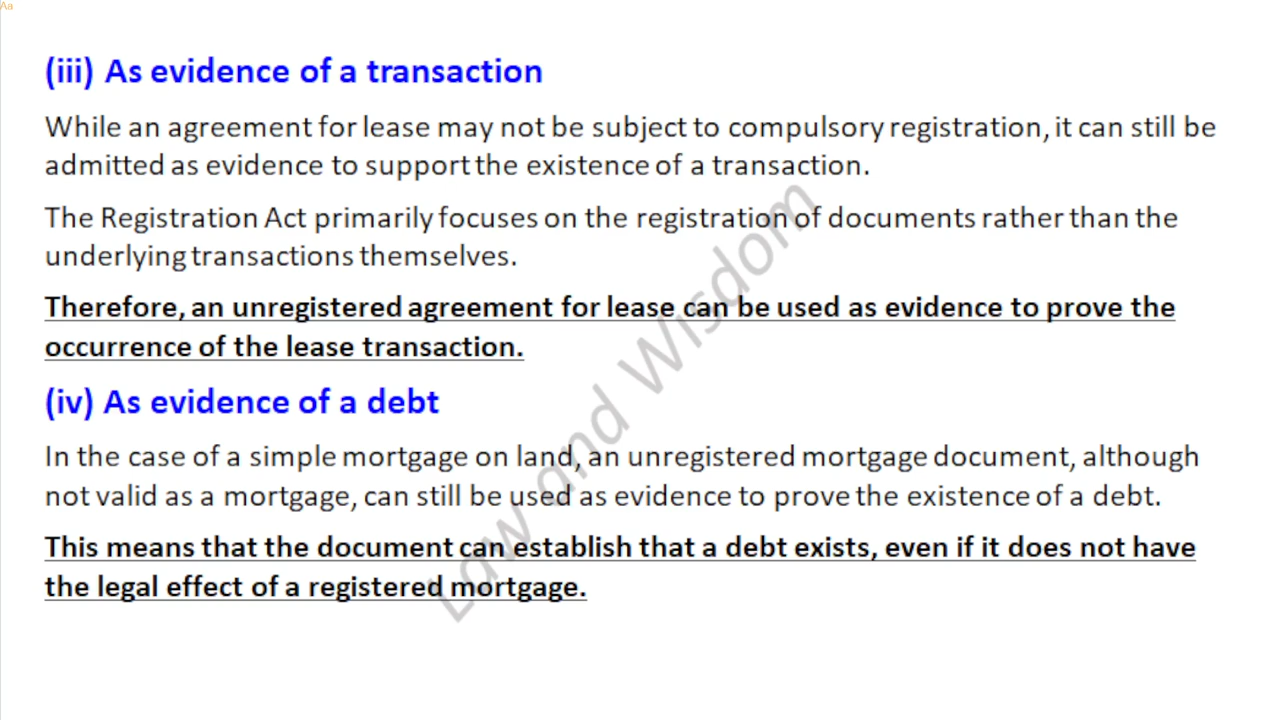 Aa
(iii) As evidence of a transaction
While an agreement for lease may not be subject to compulsory registration, it can still be
admitted as evidence to support the existence of a transaction.
The Registration Act primarily focuses on the registration of documents rather than the
underlying transactions themselves.
Therefore, an unregistered agreement for lease can be used as evidence to prove the
occurrence of the lease transaction.
(iv) As evidence of a debt
In the case of a simple mortgage on land, an unregistered mortgage document, although
not valid as a mortgage, can still be used as evidence to prove the existence of a debt.
This means that the document can establish that a debt exists, even if it does not have
the legal effect of a registered mortgage.
Law and Wisdom